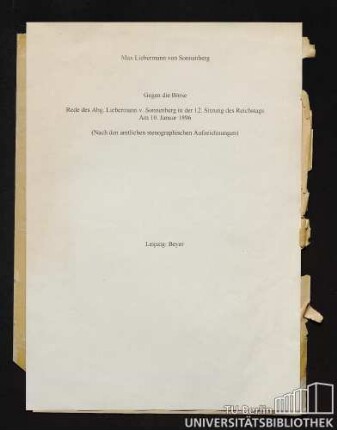 Max Liebermann von Sonnenberg
Gegen die Börse
Rede des Abg. Liebermann v. Sonnenberg in der 12. Sitzung des Reichstags
Am 10. Januar 1896
(Nach den amtlichen stenographischen Aufzeichnungen)
Leipzig: Beyer
TU-Berlin
UNIVERSITÄTSBIBLIOTHEK